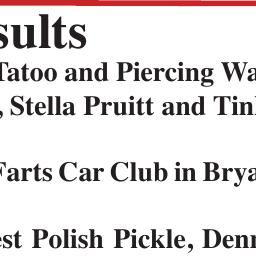 sults
Tatoo and Piercing Wa
, Stella Pruitt and Tin
Farts Car Club in Brya
est Polish Pickle, Denn